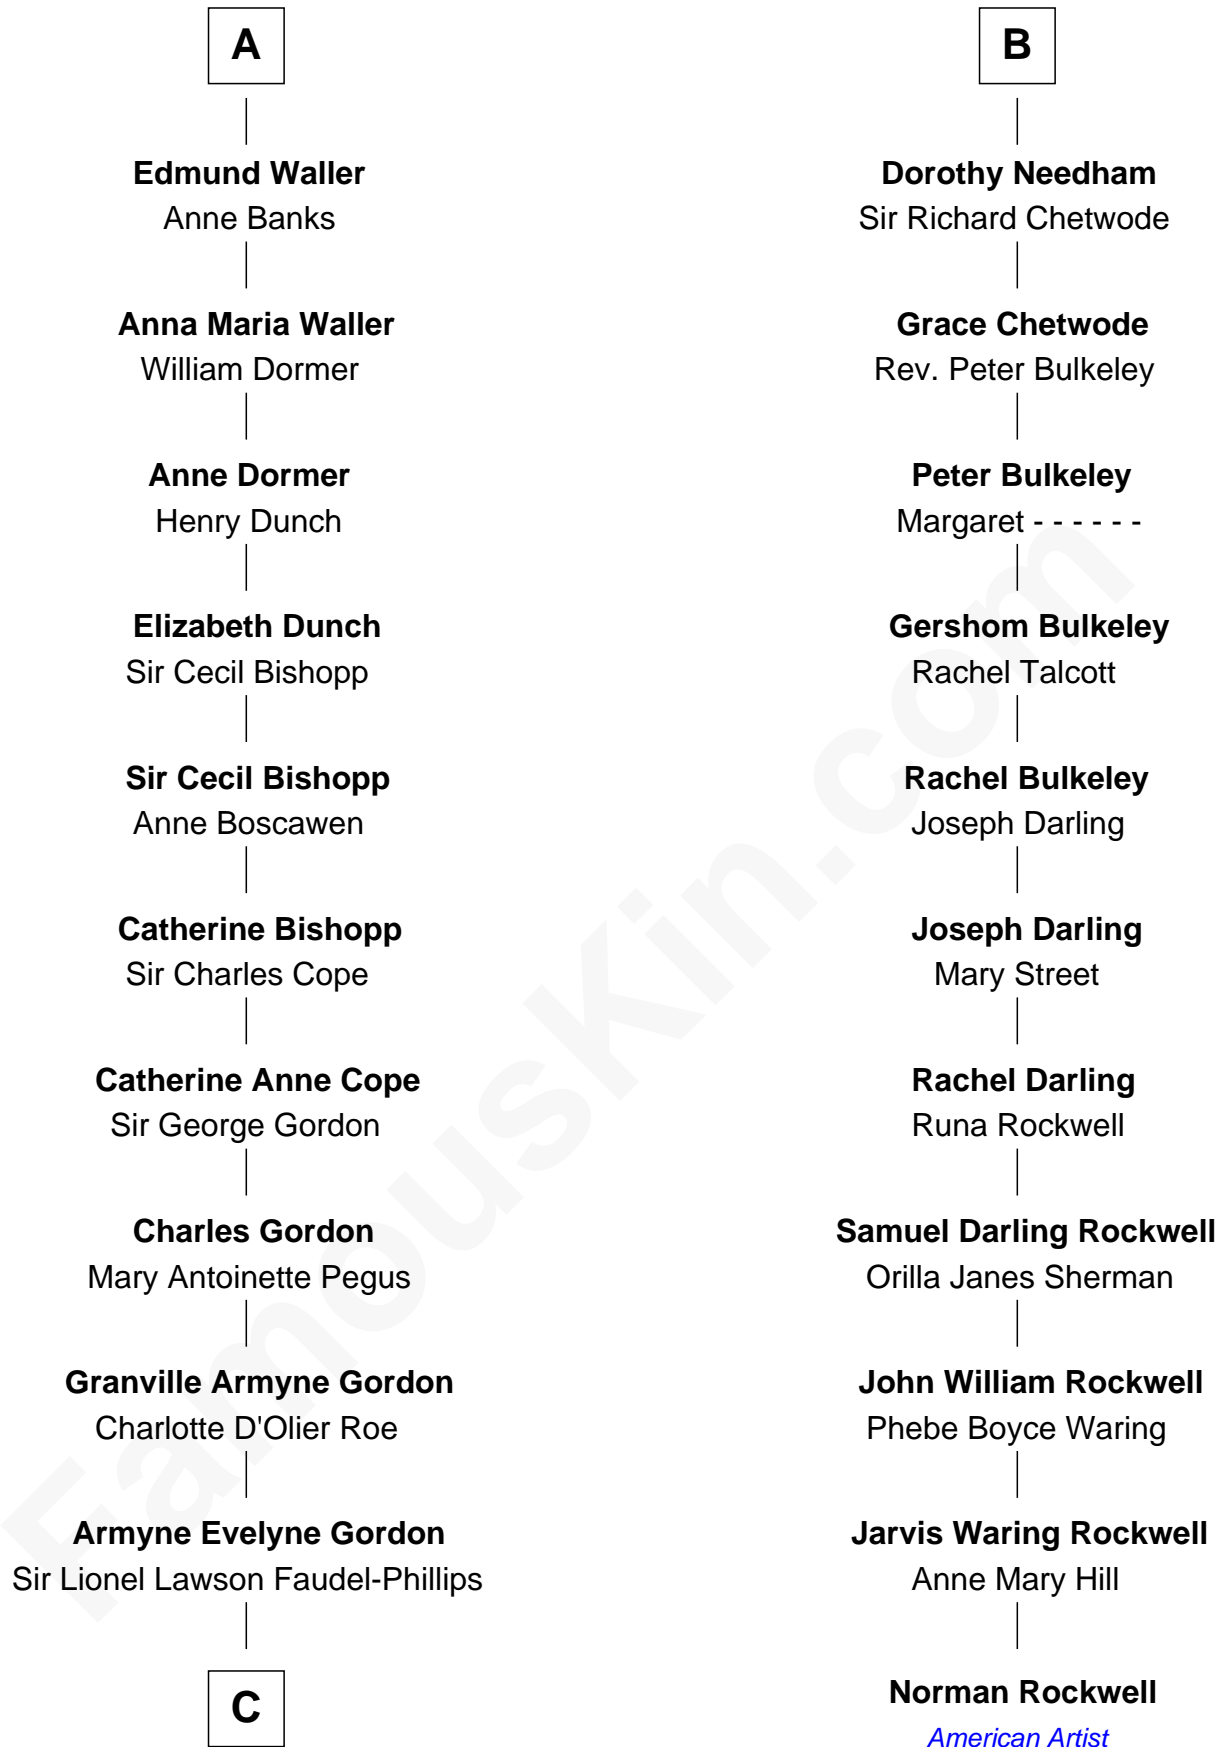 A
Edmund Waller
Anne Banks
Anna Maria Waller
William Dormer
Anne Dormer
Henry Dunch
Elizabeth Dunch
Sir Cecil Bishopp
Sir Cecil Bishopp
Anne Boscawen
Catherine Bishopp
Sir Charles Cope
Catherine Anne Cope
Sir George Gordon
Charles Gordon
Mary Antoinette Pegus
Granville Armyne Gordon
Charlotte D'Olier Roe
Armyne Evelyne Gordon
Sir Lionel Lawson Faudel-Phillips
C
B
Dorothy Needham
Sir Richard Chetwode
Grace Chetwode
Rev. Peter Bulkeley
Peter Bulkeley
Margaret - - - - - -
Gershom Bulkeley
Rachel Talcott
Rachel Bulkeley
Joseph Darling
Joseph Darling
Mary Street
Rachel Darling
Runa Rockwell
Samuel Darling Rockwell
Orilla Janes Sherman
John William Rockwell
Phebe Boyce Waring
Jarvis Waring Rockwell
Anne Mary Hill
Norman Rockwell
American Artist
FamousKin.com